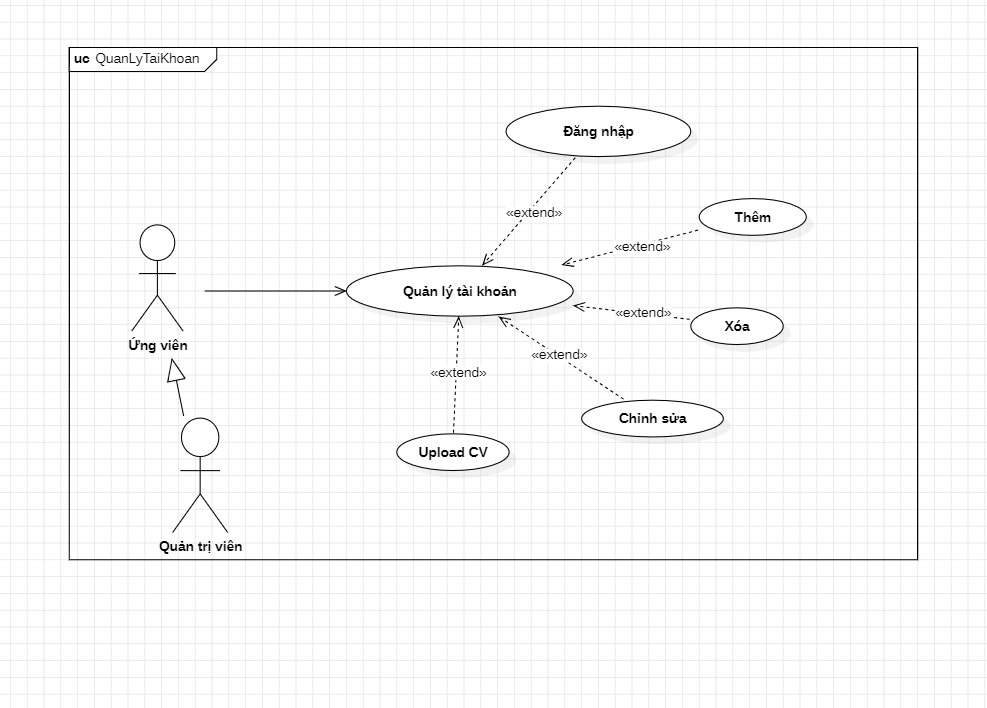 uc QuanLyTaiKhoan
Đăng nhập
«extend»
Thêm
«extend»
Quản lý tài khoản
«extend»
Xóa
Ứng viên
«extend»
«extend»
Chỉnh sửa
Upload CV
Quản trị viên